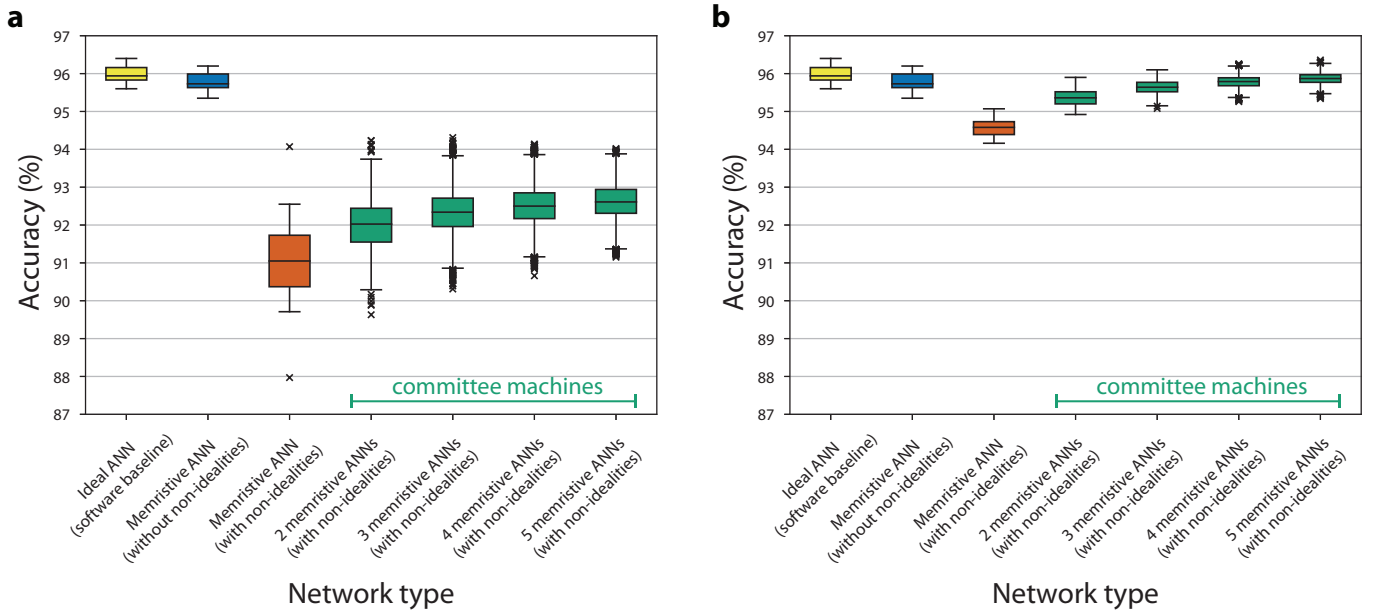 a
97
96
95
94
93
92
91
90
89
88
87
Accuracy (%)
committee machines
Ideal ANN
(software baseline)
Memristive ANN
(without non-idealities)
Memristive ANN
(with non-idealities)
2 memristive ANNs
(with non-idealities)
3 memristive ANNs
(with non-idealities)
4 memristive ANNs
(with non-idealities)
5 memristive ANNs
(with non-idealities)
Network type
b
97
96
95
94
93
92
91
90
89
88
87
Accuracy (%)
committee machines
Ideal ANN
(software baseline)
Memristive ANN
(without non-idealities)
Memristive ANN
(with non-idealities)
2 memristive ANNs
(with non-idealities)
3 memristive ANNs
(with non-idealities)
4 memristive ANNs
(with non-idealities)
5 memristive ANNs
(with non-idealities)
Network type